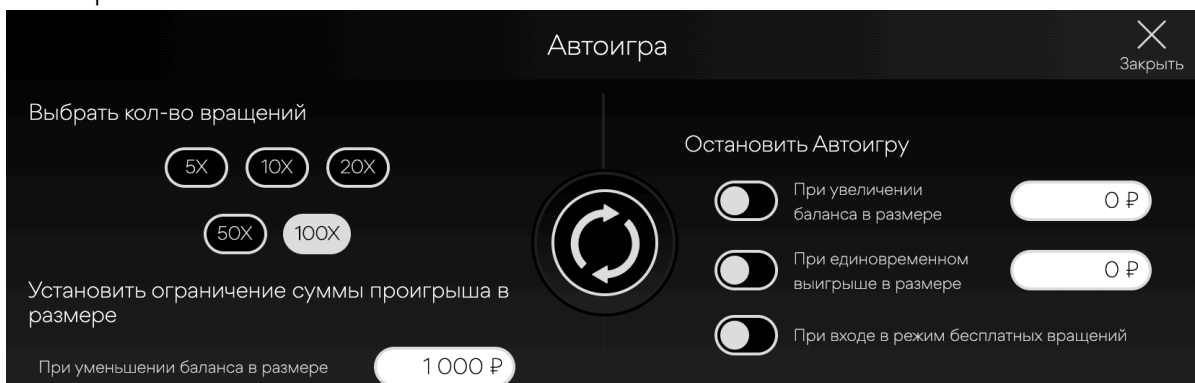 Автоигра
Закрыть
Выбрать кол-во вращений
5X 10X 20X
50X 100X
Установить ограничение суммы проигрыша в
размере
При уменьшении баланса в размере 1 000 ₽
Остановить Автоигру
При увеличении
баланса в размере 0 ₽
При единовременном
выигрыше в размере 0 ₽
При входе в режим бесплатных вращений